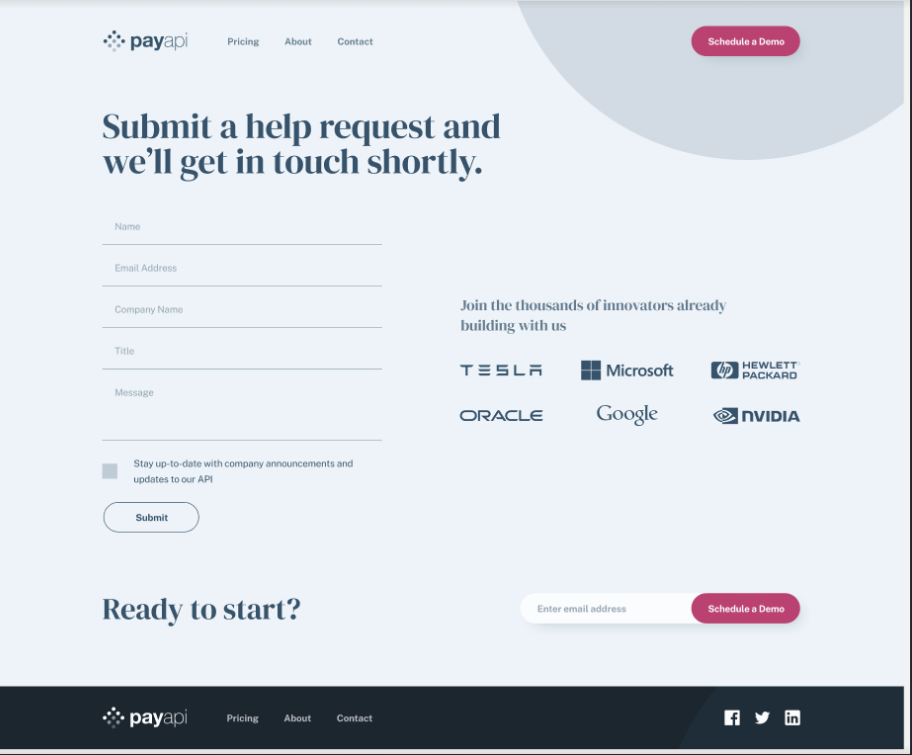 payapi
Pricing
About
Contact
Schedule a Demo
Submit a help request and
we’ll get in touch shortly.
Name
Email Address
Company Name
Title
Message
Stay up-to-date with company announcements and
updates to our API
Submit
Join the thousands of innovators already
building with us
TESLA
Microsoft
hp HEWLETT
PACKARD
ORACLE
Google
NVIDIA
Ready to start?
Enter email address
Schedule a Demo
payapi
Pricing
About
Contact